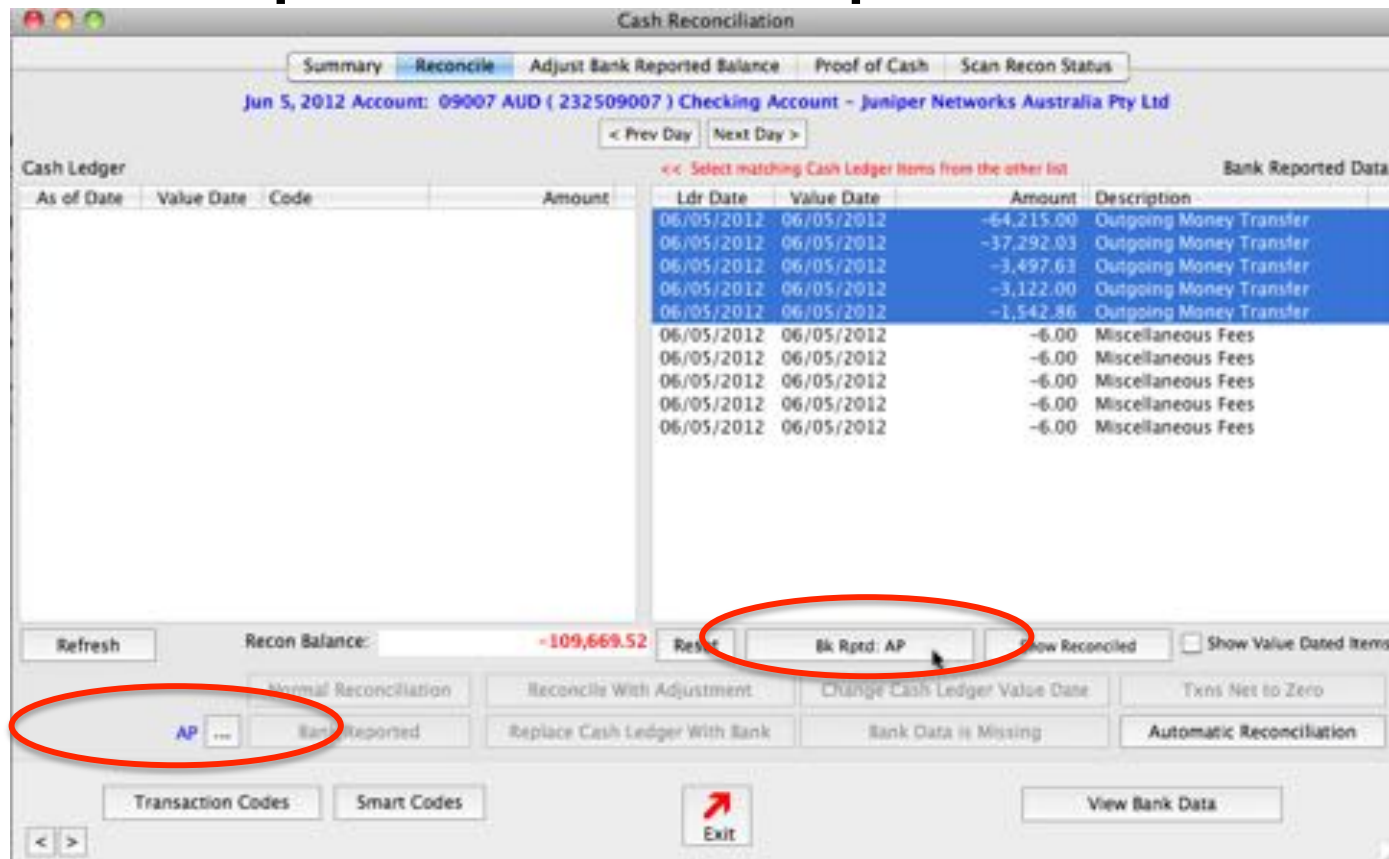 Cash Reconciliation
Summary Reconcile Adjust Bank Reported Balance Proof of Cash Scan Recon Status
Jun 5, 2012 Account: 09007 AUD ( 232509007 ) Checking Account - Juniper Networks Australia Pty Ltd
< Prev Day Next Day >
Cash Ledger << Select matching Cash Ledger Items from the other list Bank Reported Data
As of Date Value Date Code Amount Ldr Date Value Date Amount Description
06/05/2012 06/05/2012 -64,215.00 Outgoing Money Transfer
06/05/2012 06/05/2012 -37,292.03 Outgoing Money Transfer
06/05/2012 06/05/2012 -3,497.63 Outgoing Money Transfer
06/05/2012 06/05/2012 -3,122.00 Outgoing Money Transfer
06/05/2012 06/05/2012 -1,542.86 Outgoing Money Transfer
06/05/2012 06/05/2012 -6.00 Miscellaneous Fees
06/05/2012 06/05/2012 -6.00 Miscellaneous Fees
06/05/2012 06/05/2012 -6.00 Miscellaneous Fees
06/05/2012 06/05/2012 -6.00 Miscellaneous Fees
06/05/2012 06/05/2012 -6.00 Miscellaneous Fees
Refresh Recon Balance: -109,669.52 Reset Bk Rptd: AP Show Reconciled Show Value Dated Items
Normal Reconciliation Reconcile With Adjustment Change Cash Ledger Value Date Txns Net to Zero
AP ... Bank Reported Replace Cash Ledger With Bank Bank Data is Missing Automatic Reconciliation
Transaction Codes Smart Codes Exit View Bank Data
< >